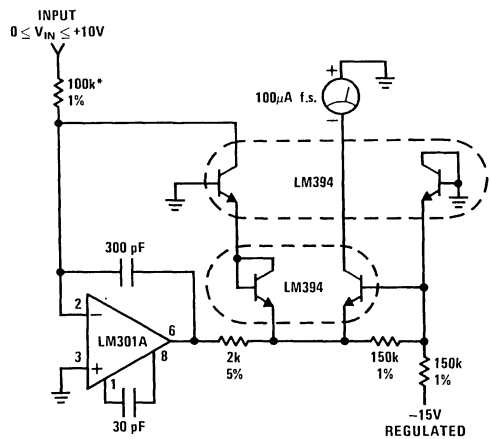 INPUT
0 ≤ VIN ≤ +10V
100k*
1%
+
100μA f.s.
−
LM394
300 pF
LM394
2
−
LM301A
6
3
+
1
8
30 pF
2k
5%
150k
1%
150k
1%
−15V
REGULATED